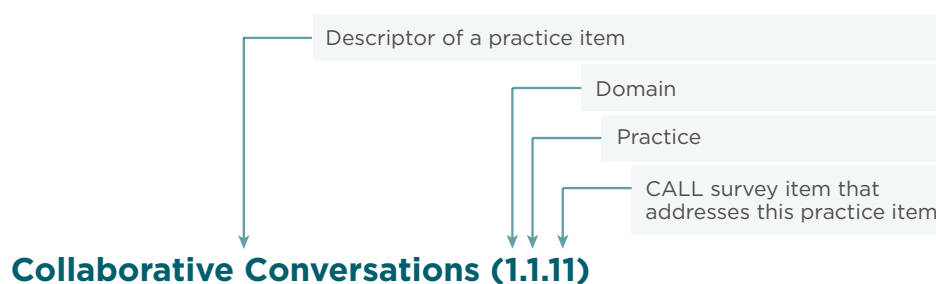 Descriptor of a practice item
Domain
Practice
CALL survey item that
addresses this practice item
Collaborative Conversations (1.1.11)